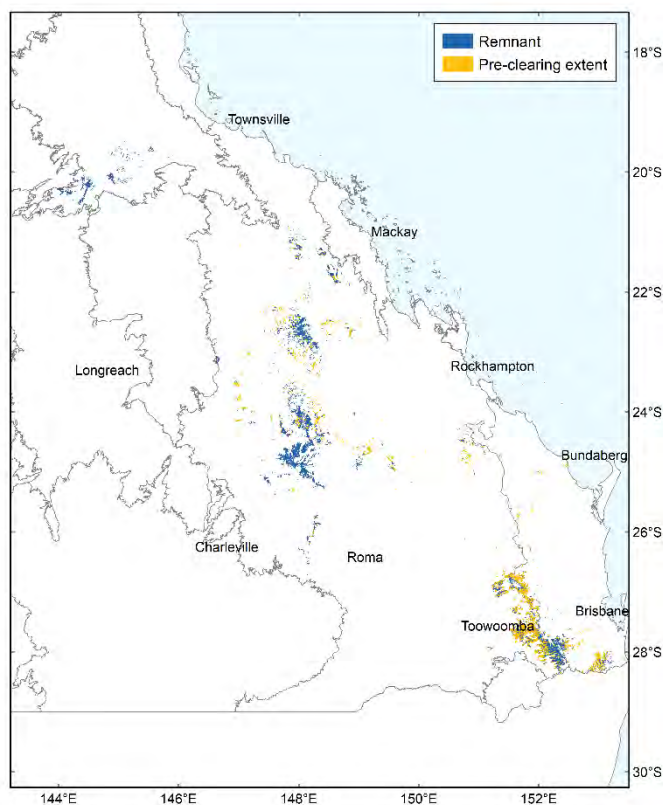 Remnant
Pre-clearing extent
18°S
Townsville
20°S
Mackay
22°S
Longreach
Rockhampton
24°S
Bundaberg
26°S
Charleville
Roma
Brisbane
Toowoomba
28°S
30°S
144°E 146°E 148°E 150°E 152°E